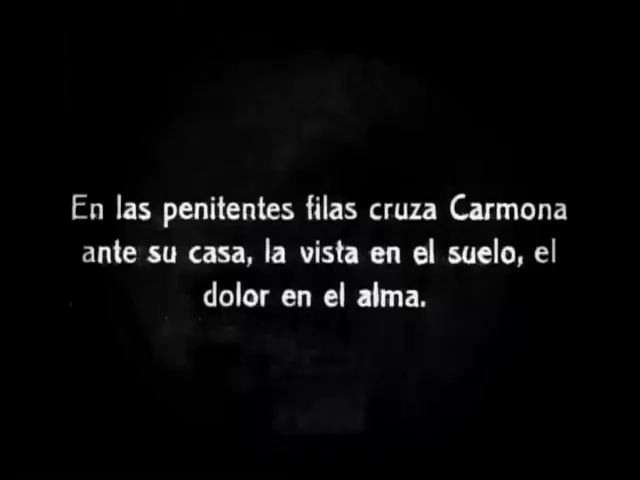 En las penitentes filas cruza Carmona
ante su casa, la vista en el suelo, el
dolor en el alma.